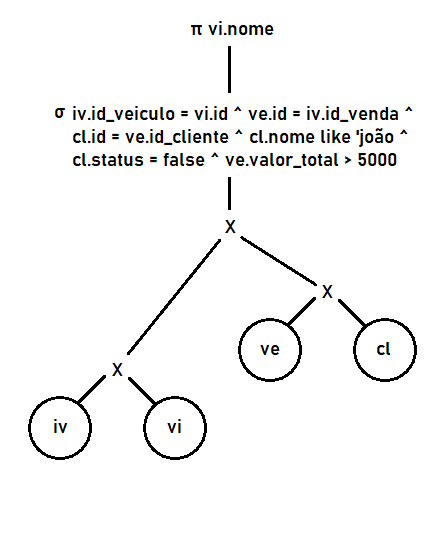 π vi.nome
σ iv.id_veiculo = vi.id ^ ve.id = iv.id_venda ^
cl.id = ve.id_cliente ^ cl.nome like 'joão ^
cl.status = false ^ ve.valor_total > 5000
X
X
ve
cl
X
iv
vi